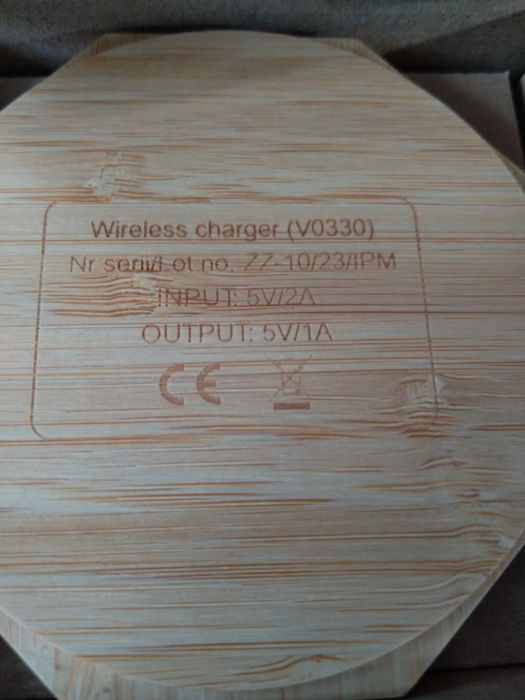 Wireless charger (V0330)
Nr serii/Lot no. ZZ-10/23/IPM
INPUT: 5V/2A
OUTPUT: 5V/1A
CE